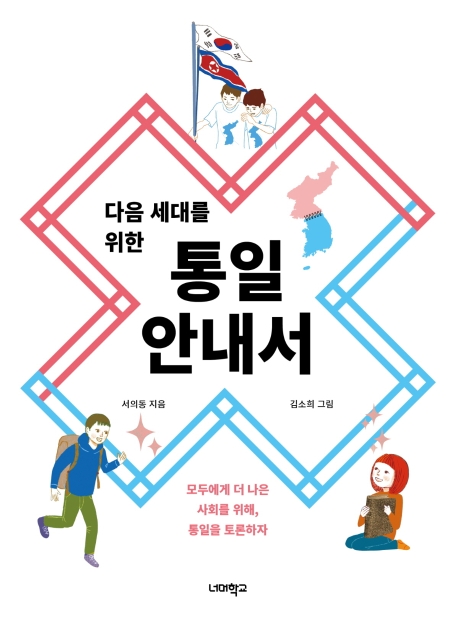 다음 세대를
위한
통일
안내서
서의동 지음
김소희 그림
모두에게 더 나은
사회를 위해,
통일을 토론하자
너머학교